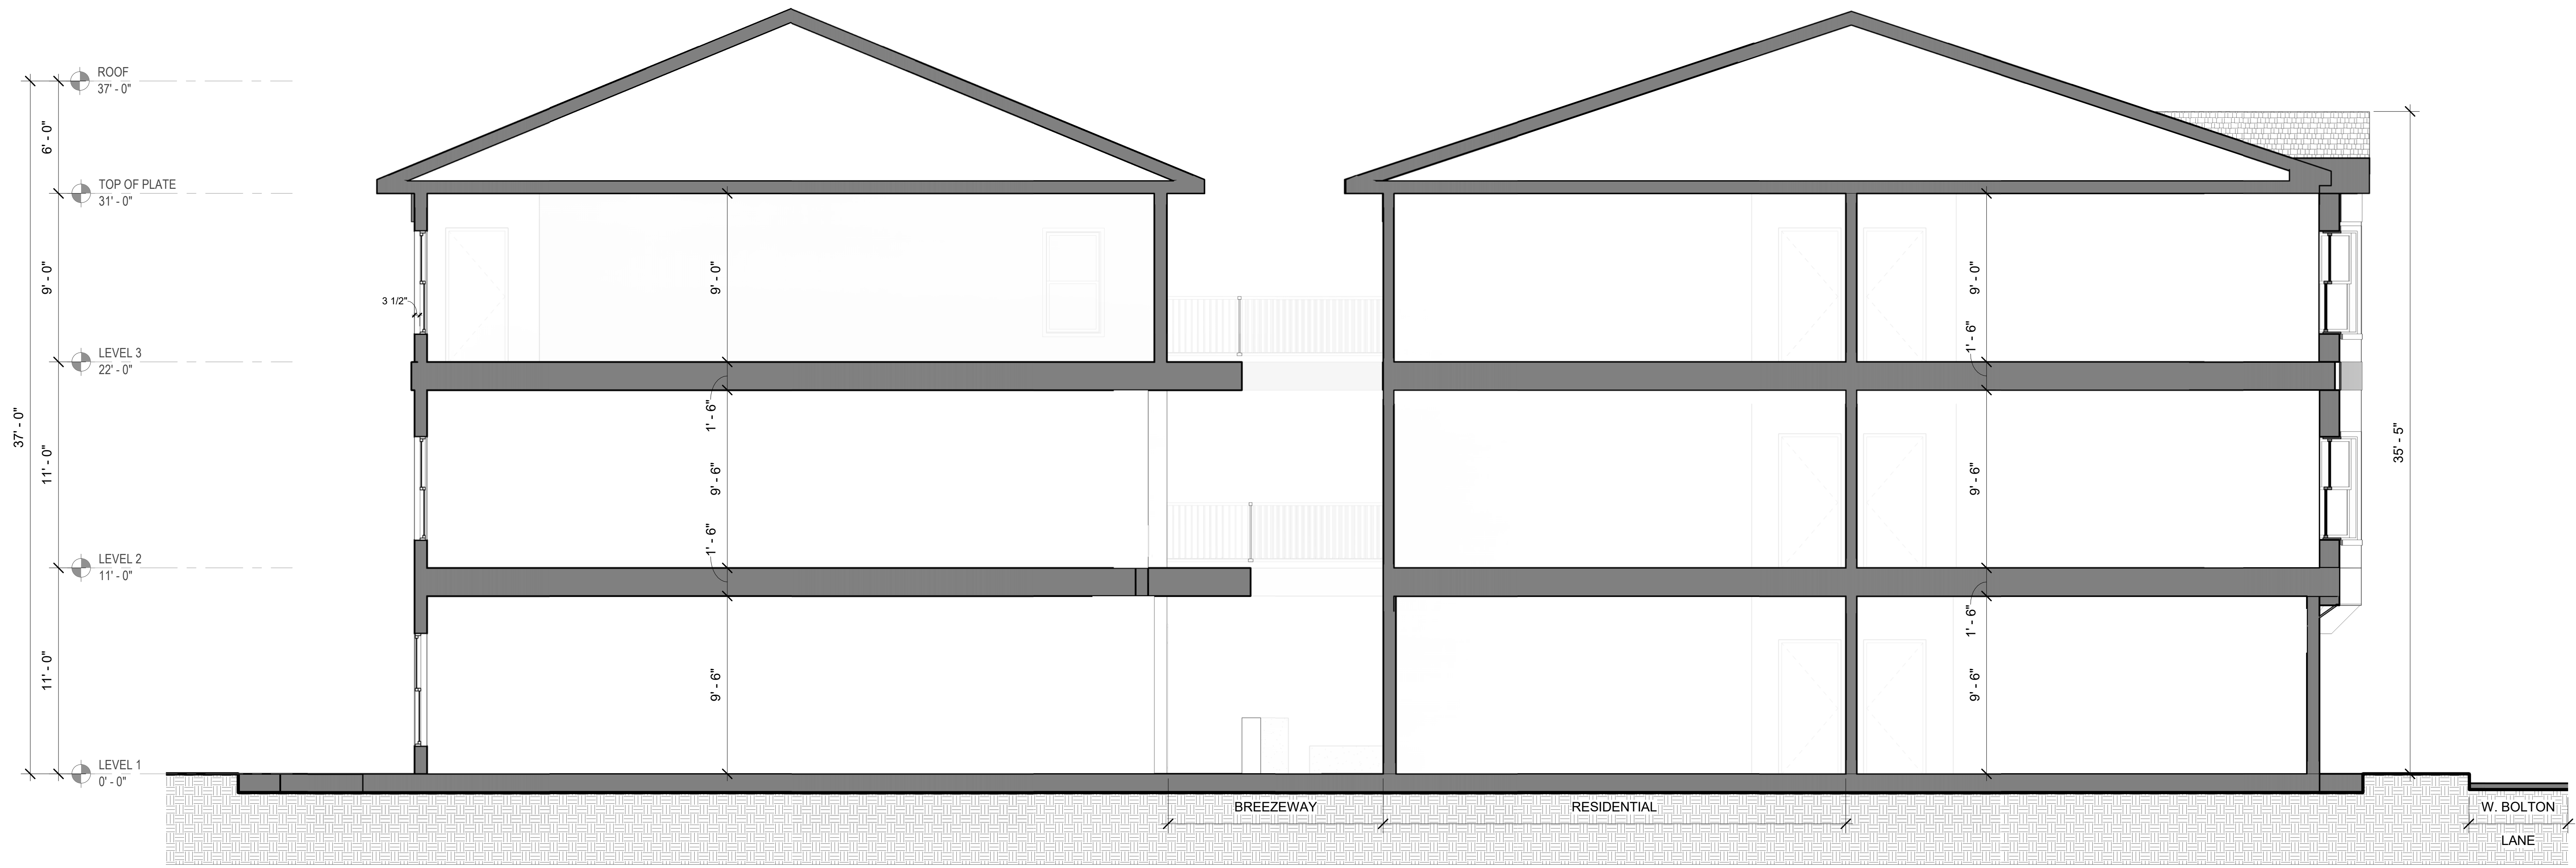 ROOF
37' - 0"
6' - 0"
TOP OF PLATE
31' - 0"
9' - 0"
LEVEL 3
22' - 0"
37' - 0"
11' - 0"
LEVEL 2
11' - 0"
11' - 0"
LEVEL 1
0' - 0"
3 1/2"
9' - 0"
1' - 6"
9' - 6"
1' - 6"
9' - 6"
9' - 0"
1' - 6"
9' - 6"
1' - 6"
9' - 6"
35' - 5"
BREEZEWAY
RESIDENTIAL
W. BOLTON
LANE